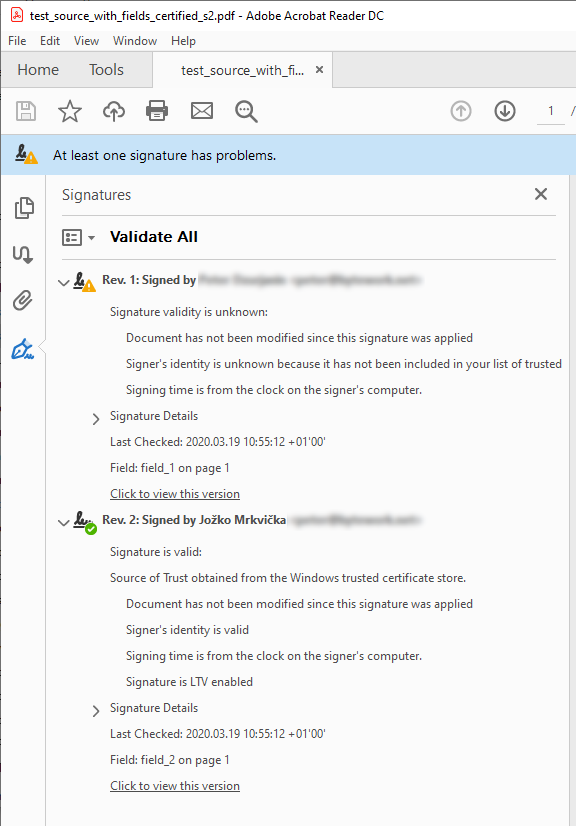 test_source_with_fields_certified_s2.pdf - Adobe Acrobat Reader DC
File Edit View Window Help
Home Tools test_source_with_fi... ×
1 /
At least one signature has problems.
Signatures
Validate All
Rev. 1: Signed by
Signature validity is unknown:
Document has not been modified since this signature was applied
Signer's identity is unknown because it has not been included in your list of trusted
Signing time is from the clock on the signer's computer.
Signature Details
Last Checked: 2020.03.19 10:55:12 +01'00'
Field: field_1 on page 1
Click to view this version
Rev. 2: Signed by Jožko Mrkvička
Signature is valid:
Source of Trust obtained from the Windows trusted certificate store.
Document has not been modified since this signature was applied
Signer's identity is valid
Signing time is from the clock on the signer's computer.
Signature is LTV enabled
Signature Details
Last Checked: 2020.03.19 10:55:12 +01'00'
Field: field_2 on page 1
Click to view this version